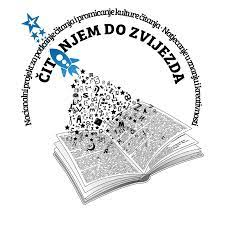 Nacionalni projekt za poticanje čitanja i promicanje kulture čitanja · Natjecanje u znanju i kreativnosti
ČITANJEM DO ZVIJEZDA